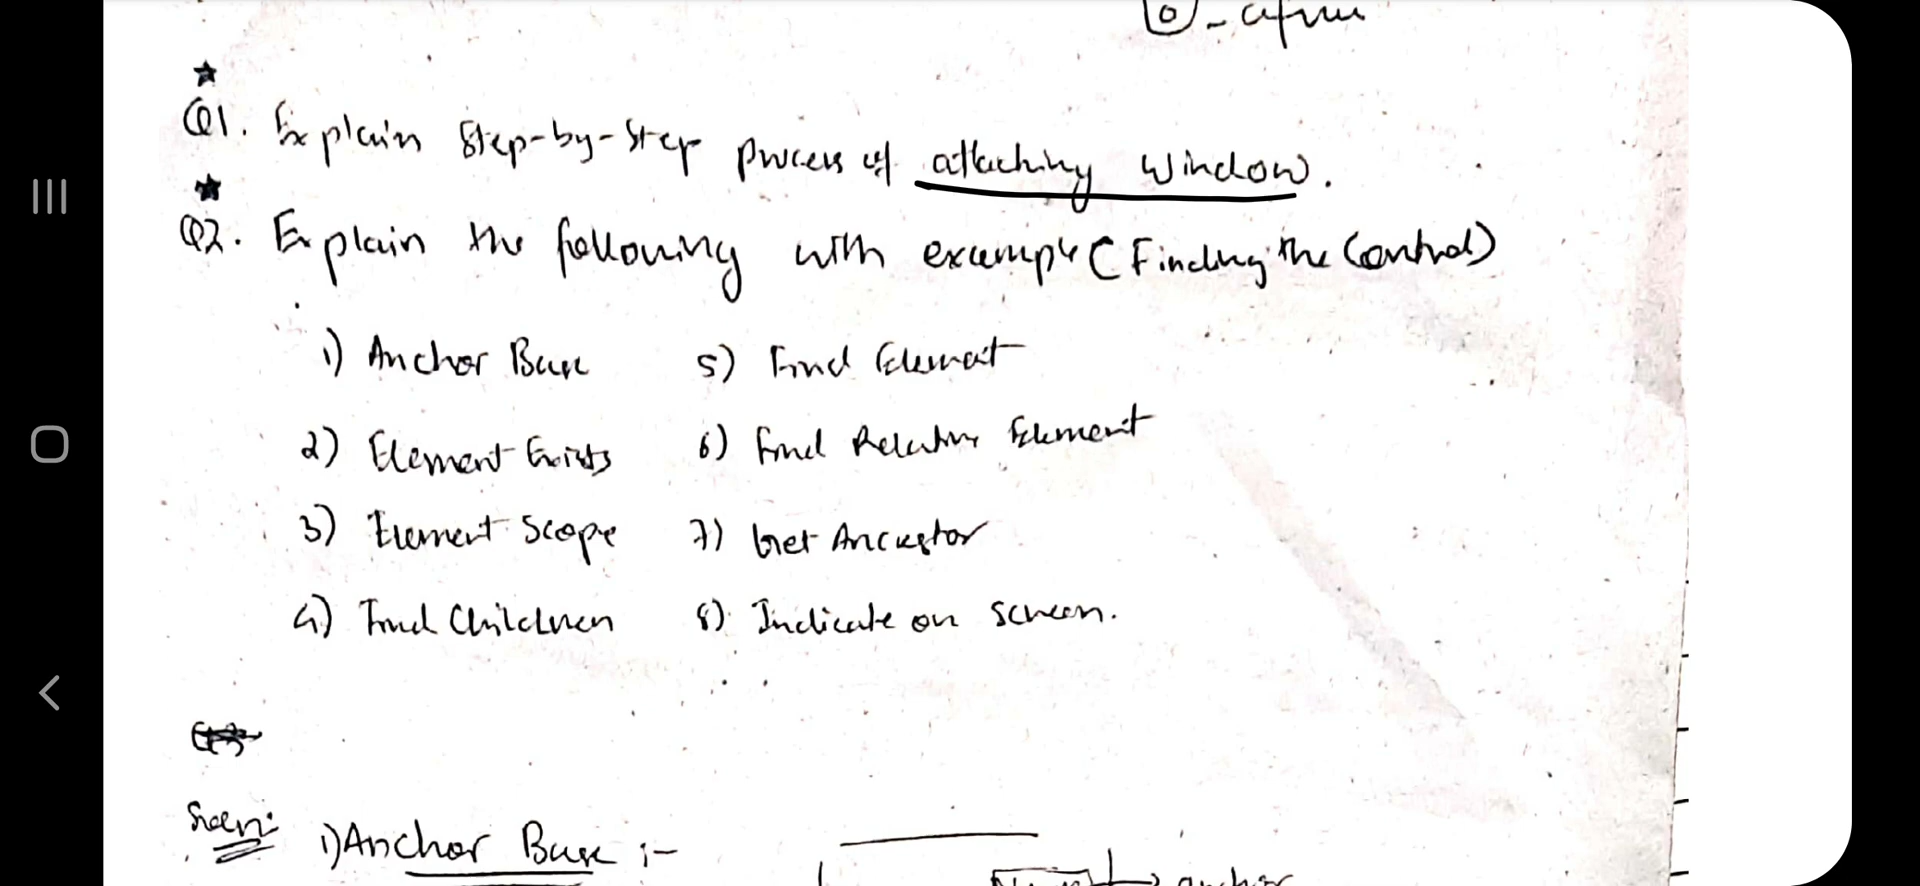 Q1. Explain Step-by-Step process of attaching Window.
Q2. Explain the following with example (Finding the Control)
1) Anchor Base
5) Find Element
2) Element Exists
6) Find Relative Element
3) Element Scope
7) Get Ancestor
4) Find Children
8) Indicate on screen.
1) Anchor Base :-
anchor